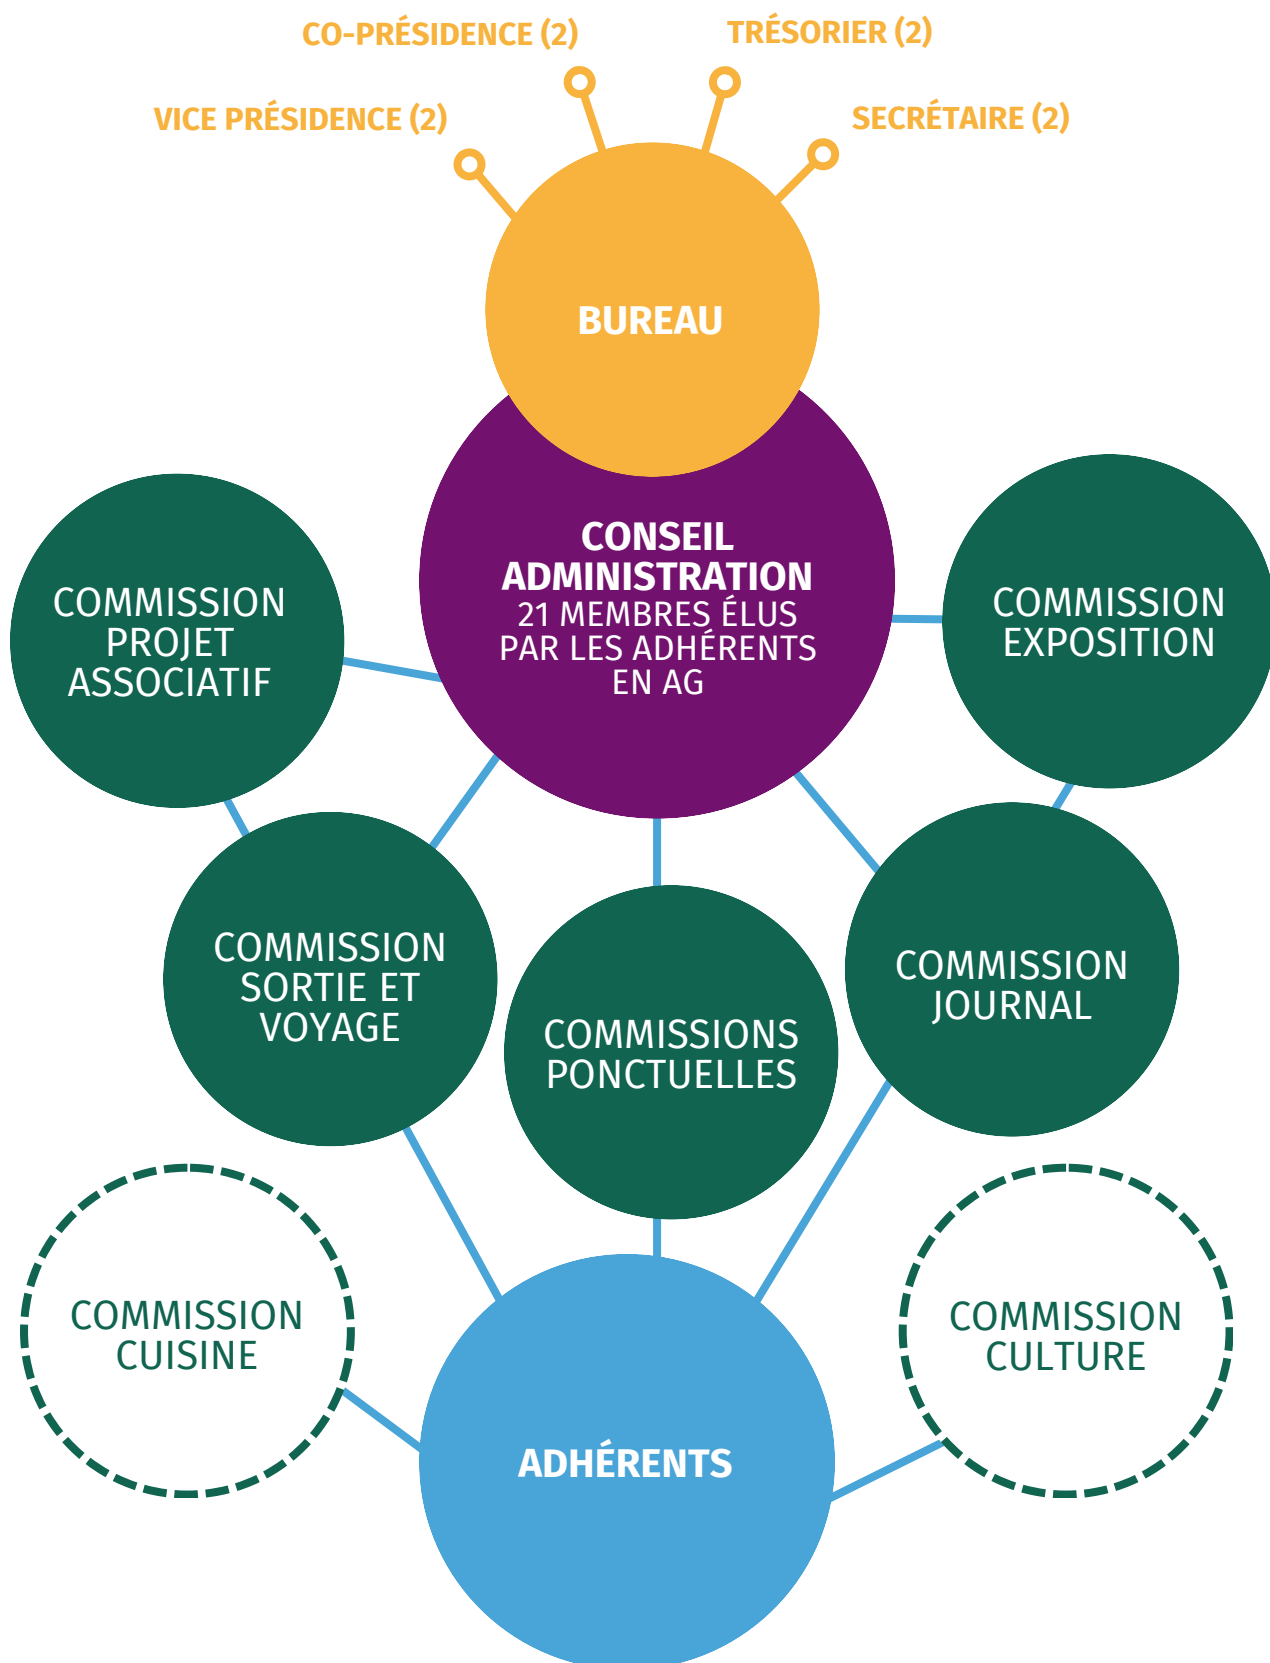 CO-PRÉSIDENCE (2)
TRÉSORIER (2)
VICE PRÉSIDENCE (2)
SECRÉTAIRE (2)
BUREAU
CONSEIL
ADMINISTRATION
21 MEMBRES ÉLUS
PAR LES ADHÉRENTS
EN AG
COMMISSION
PROJET
ASSOCIATIF
COMMISSION
EXPOSITION
COMMISSION
SORTIE ET
VOYAGE
COMMISSIONS
PONCTUELLES
COMMISSION
JOURNAL
COMMISSION
CUISINE
COMMISSION
CULTURE
ADHÉRENTS